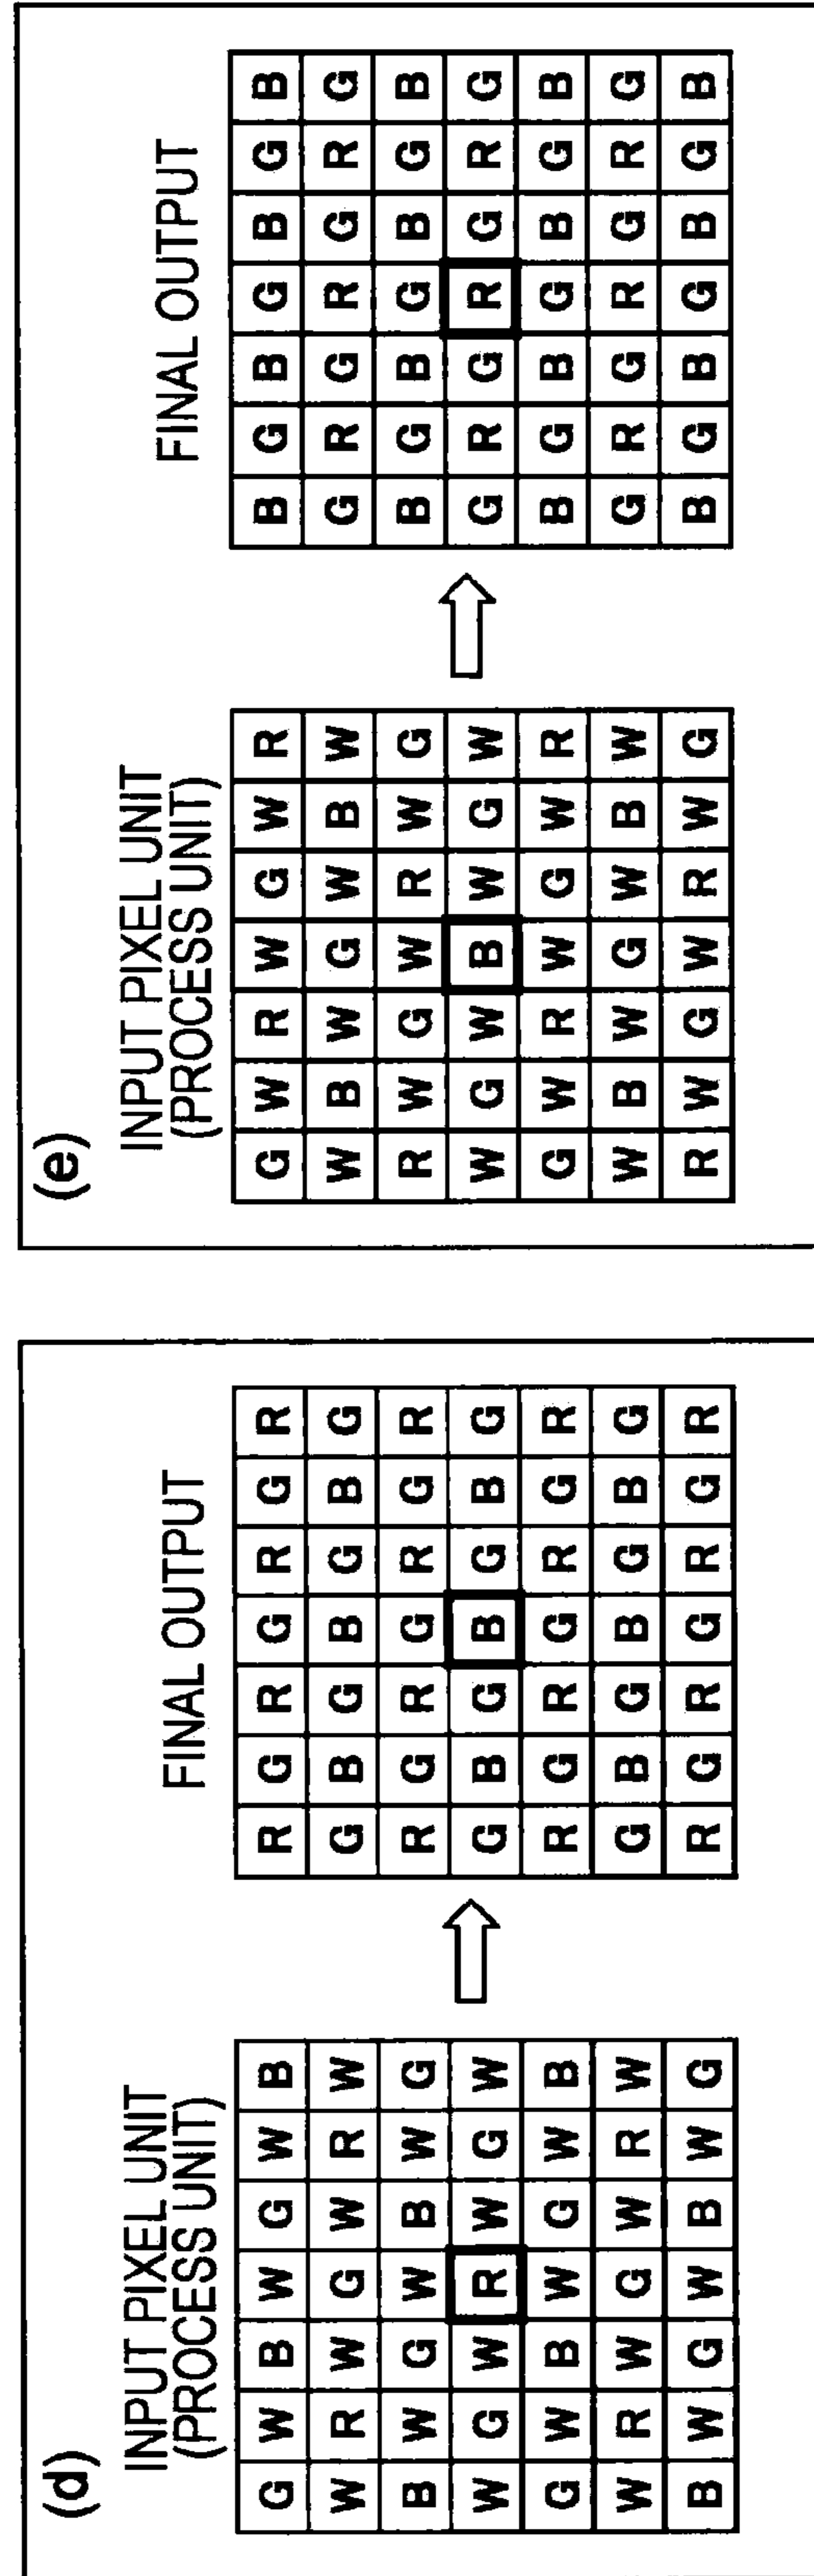 (d)
INPUT PIXEL UNIT
(PROCESS UNIT)
FINAL OUTPUT
G W B W G W B
W R W G W R W
B W G W B W G
W G W R W G W
G W B W G W B
W R W G W R W
B W G W B W G
R G R G R G R
G B G B G B G
R G R G R G R
G B G B G B G
R G R G R G R
G B G B G B G
R G R G R G R
(e)
INPUT PIXEL UNIT
(PROCESS UNIT)
FINAL OUTPUT
G W R W G W R
W B W G W B W
R W G W R W G
W G W B W G W
G W R W G W R
W B W G W B W
R W G W R W G
B G B G B G B
G R G R G R G
B G B G B G B
G R G R G R G
B G B G B G B
G R G R G R G
B G B G B G B